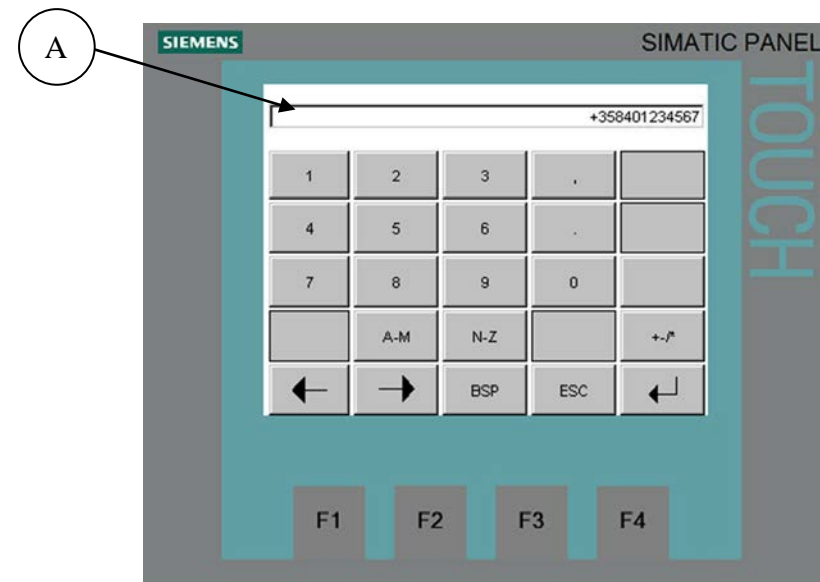 A
SIEMENS
SIMATIC PANEL
TOUCH
+358401234567
1 2 3 ,
4 5 6 .
7 8 9 0
A-M N-Z +-/*
BSP ESC
F1 F2 F3 F4